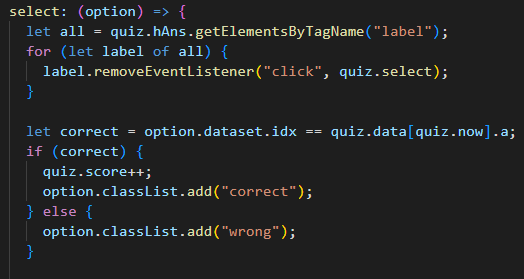 select: (option) => {
let all = quiz.hAns.getElementsByTagName("label");
for (let label of all) {
label.removeEventListener("click", quiz.select);
}
let correct = option.dataset.idx == quiz.data[quiz.now].a;
if (correct) {
quiz.score++;
option.classList.add("correct");
} else {
option.classList.add("wrong");
}